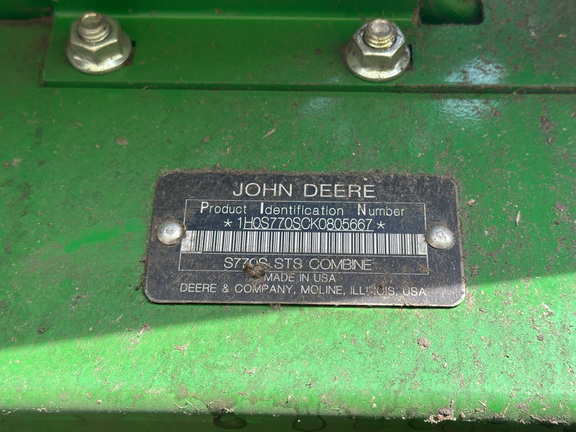 JOHN DEERE
Product Identification Number
*1H0S770SCK0805667*
S770S STS COMBINE
MADE IN USA
DEERE & COMPANY, MOLINE, ILLINOIS, USA